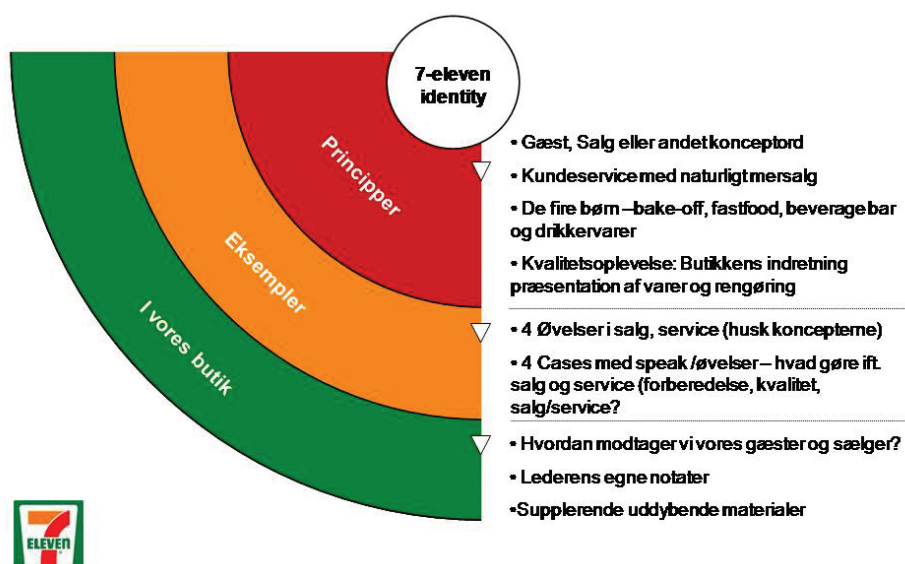 7-eleven
identity
Principper
Eksempler
I vores butik
• Gæst, Salg eller andet konceptord
• Kundeservice med naturligt mersalg
• De fire børn – bake-off, fastfood, beverage bar
og drikkervarer
• Kvalitetsoplevelse: Butikkens indretning
præsentation af varer og rengøring
• 4 Øvelser i salg, service (husk koncepterne)
• 4 Cases med speak /øvelser – hvad gøre ift.
salg og service (forberedelse, kvalitet,
salg/service?
• Hvordan modtager vi vores gæster og sælger?
• Lederens egne notater
•Supplerende uddybende materialer
7
ELEVEN